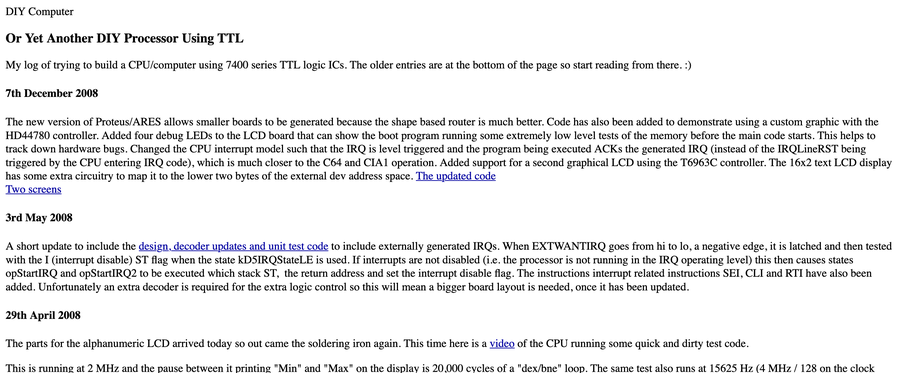 DIY Computer
Or Yet Another DIY Processor Using TTL
My log of trying to build a CPU/computer using 7400 series TTL logic ICs. The older entries are at the bottom of the page so start reading from there. :)
7th December 2008
The new version of Proteus/ARES allows smaller boards to be generated because the shape based router is much better. Code has also been added to demonstrate using a custom graphic with the
HD44780 controller. Added four debug LEDs to the LCD board that can show the boot program running some extremely low level tests of the memory before the main code starts. This helps to
track down hardware bugs. Changed the CPU interrupt model such that the IRQ is level triggered and the program being executed ACKs the generated IRQ (instead of the IRQLineRST being
triggered by the CPU entering IRQ code), which is much closer to the C64 and CIA1 operation. Added support for a second graphical LCD using the T6963C controller. The 16x2 text LCD display
has some extra circuitry to map it to the lower two bytes of the external dev address space. The updated code
Two screens
3rd May 2008
A short update to include the design, decoder updates and unit test code to include externally generated IRQs. When EXTWANTIRQ goes from hi to lo, a negative edge, it is latched and then tested
with the I (interrupt disable) ST flag when the state kD5IRQStateLE is used. If interrupts are not disabled (i.e. the processor is not running in the IRQ operating level) this then causes states
opStartIRQ and opStartIRQ2 to be executed which stack ST, the return address and set the interrupt disable flag. The instructions interrupt related instructions SEI, CLI and RTI have also been
added. Unfortunately an extra decoder is required for the extra logic control so this will mean a bigger board layout is needed, once it has been updated.
29th April 2008
The parts for the alphanumeric LCD arrived today so out came the soldering iron again. This time here is a video of the CPU running some quick and dirty test code.
This is running at 2 MHz and the pause between it printing "Min" and "Max" on the display is 20,000 cycles of a "dex/bne" loop. The same test also runs at 15625 Hz (4 MHz / 128 on the clock